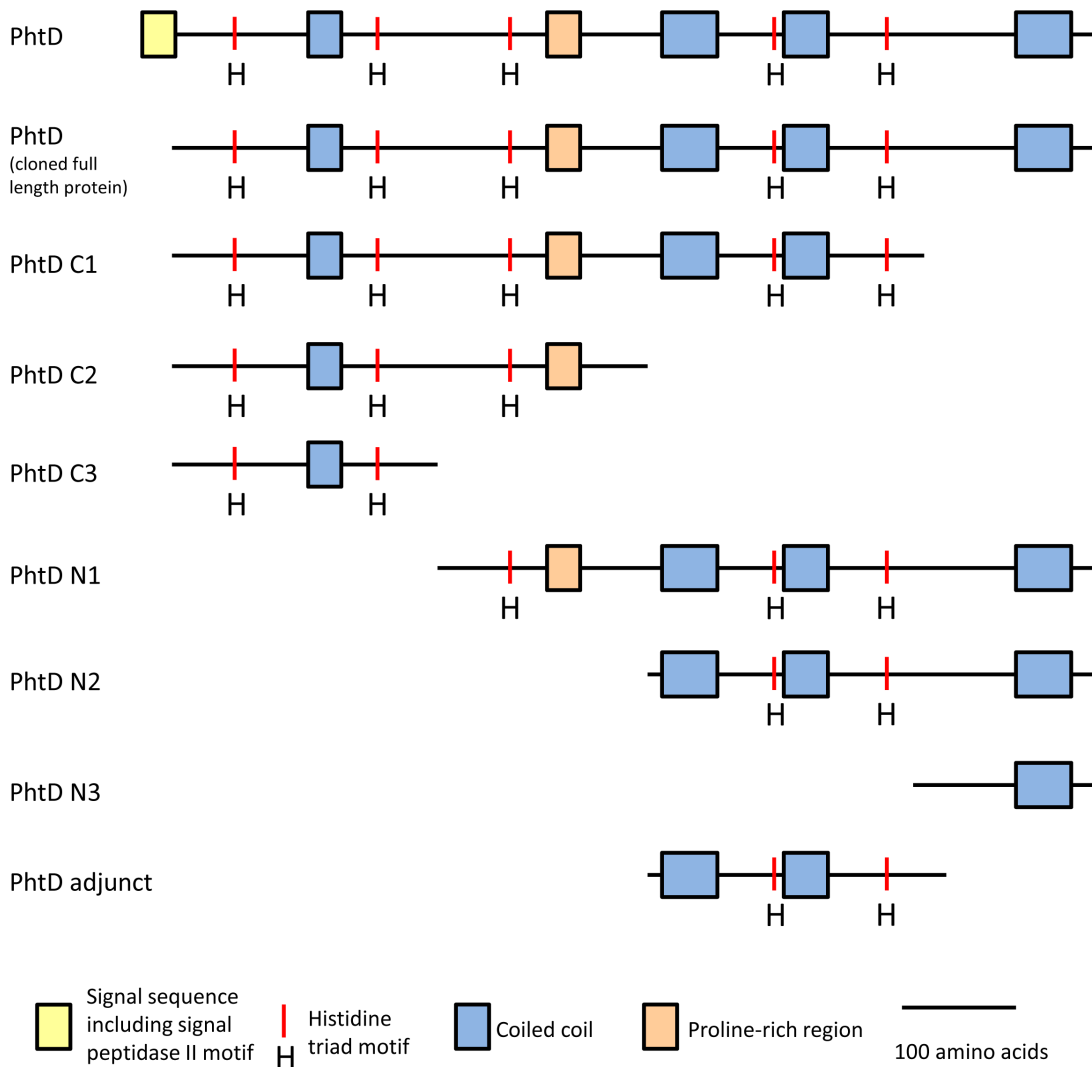 PhtD
H H H H H
PhtD
(cloned full
length protein)
H H H H H
PhtD C1
H H H H H
PhtD C2
H H H
PhtD C3
H H
PhtD N1
H H H
PhtD N2
H H
PhtD N3
PhtD adjunct
H H
Signal sequence
including signal
peptidase II motif
H
Histidine
triad motif
Coiled coil
Proline-rich region
100 amino acids